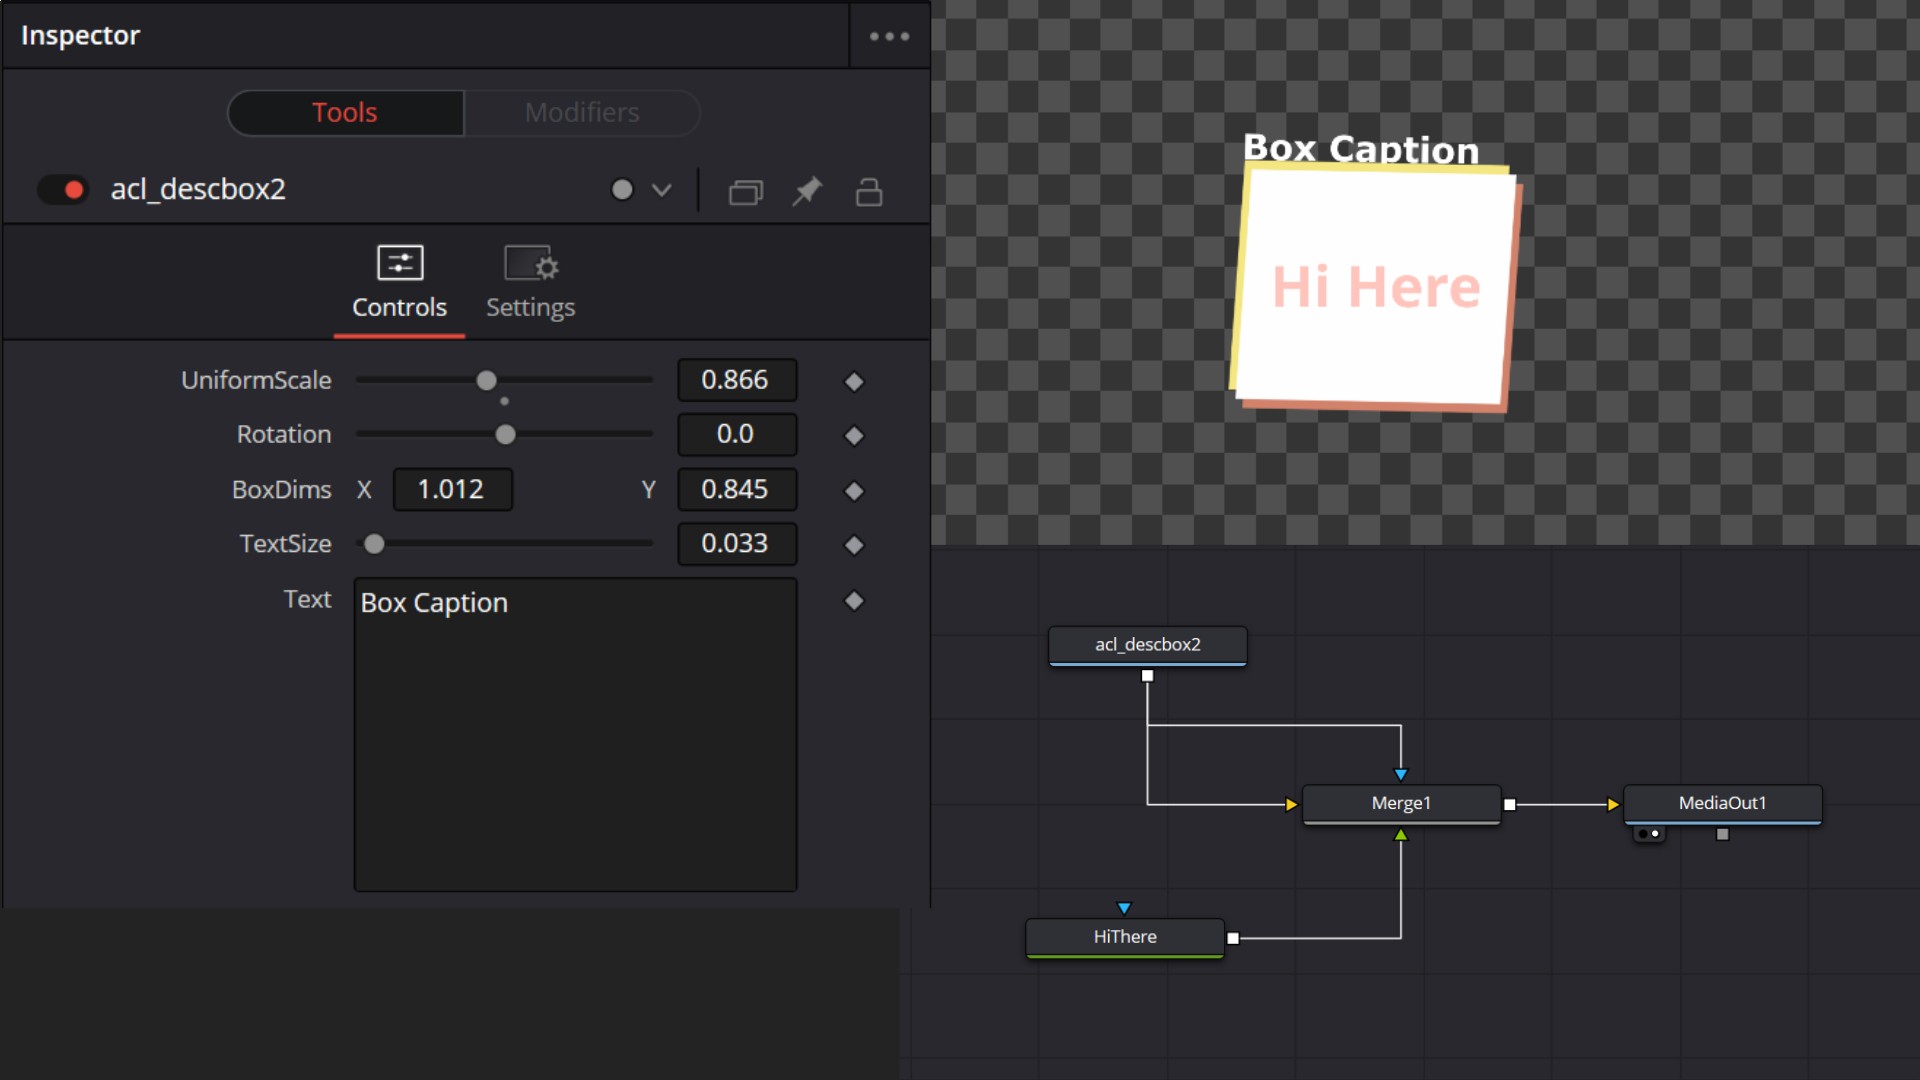 Inspector
Tools
Modifiers
acl_descbox2
Controls
Settings
UniformScale 0.866
Rotation 0.0
BoxDims X 1.012 Y 0.845
TextSize 0.033
Text Box Caption
Box Caption
Hi Here
acl_descbox2
Merge1
MediaOut1
HiThere